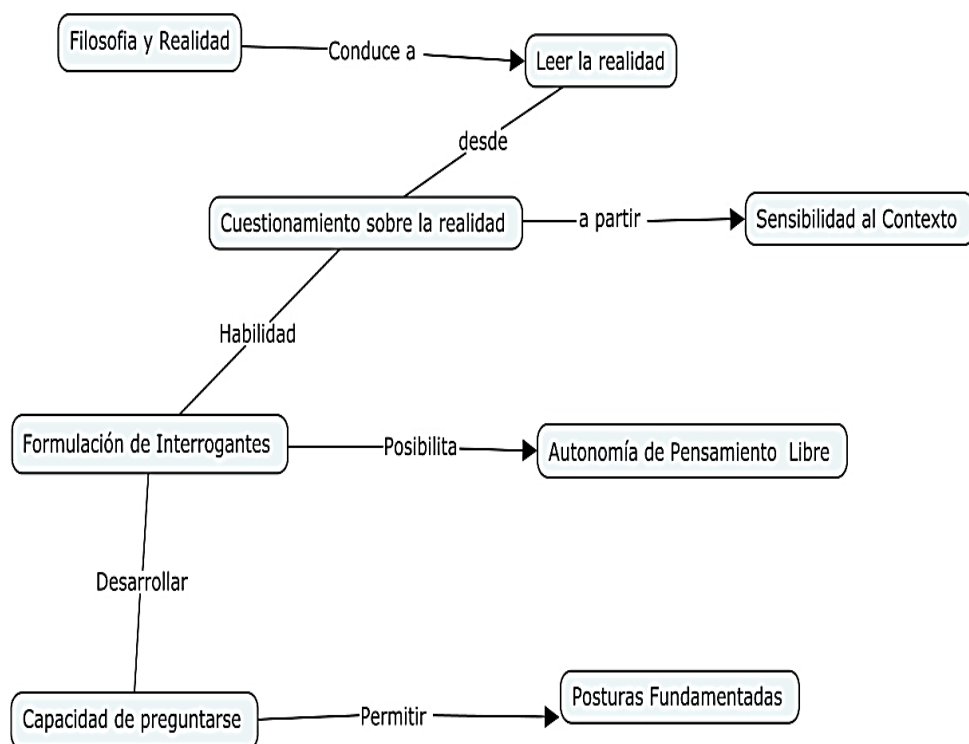 Filosofia y Realidad
Conduce a
Leer la realidad
desde
Cuestionamiento sobre la realidad
a partir
Sensibilidad al Contexto
Habilidad
Formulación de Interrogantes
Posibilita
Autonomía de Pensamiento Libre
Desarrollar
Capacidad de preguntarse
Permitir
Posturas Fundamentadas